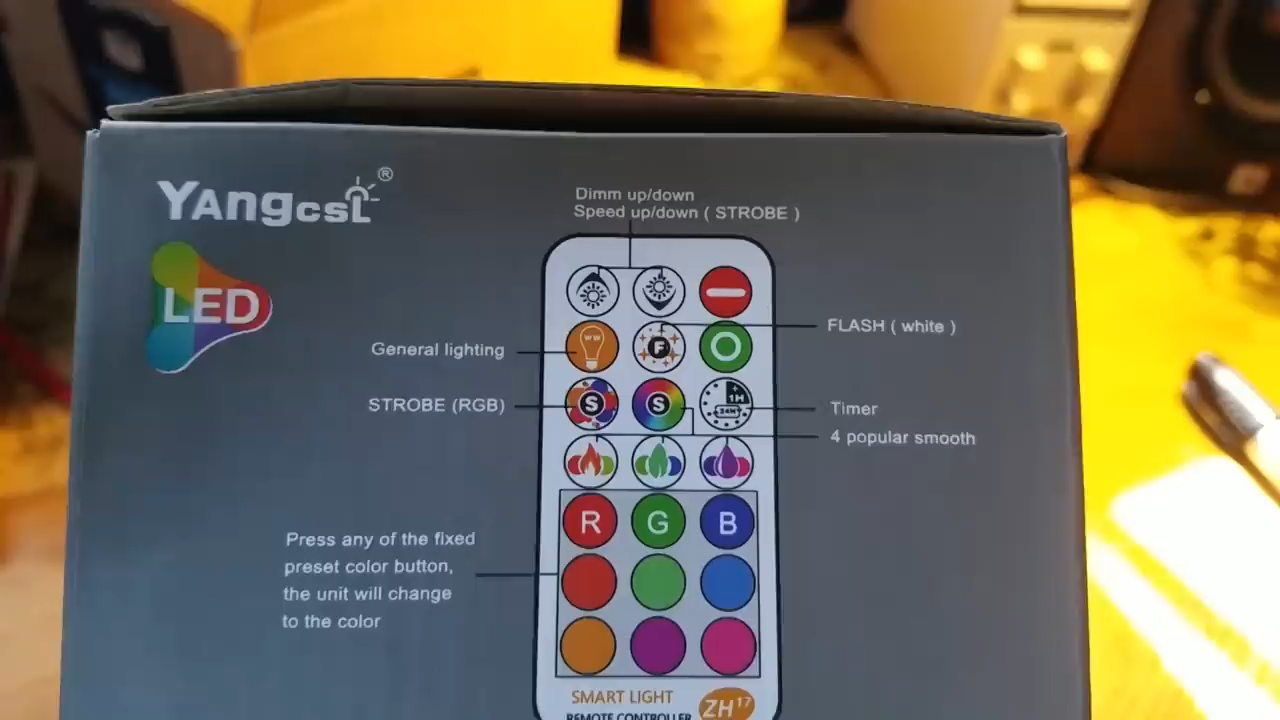 YAngcsL®
LED
Dimm up/down
Speed up/down ( STROBE )
FLASH ( white )
General lighting
F
STROBE (RGB)
S
S
1H
24H
Timer
4 popular smooth
R
G
B
Press any of the fixed
preset color button,
the unit will change
to the color
SMART LIGHT
REMOTE CONTROLLER
ZH17